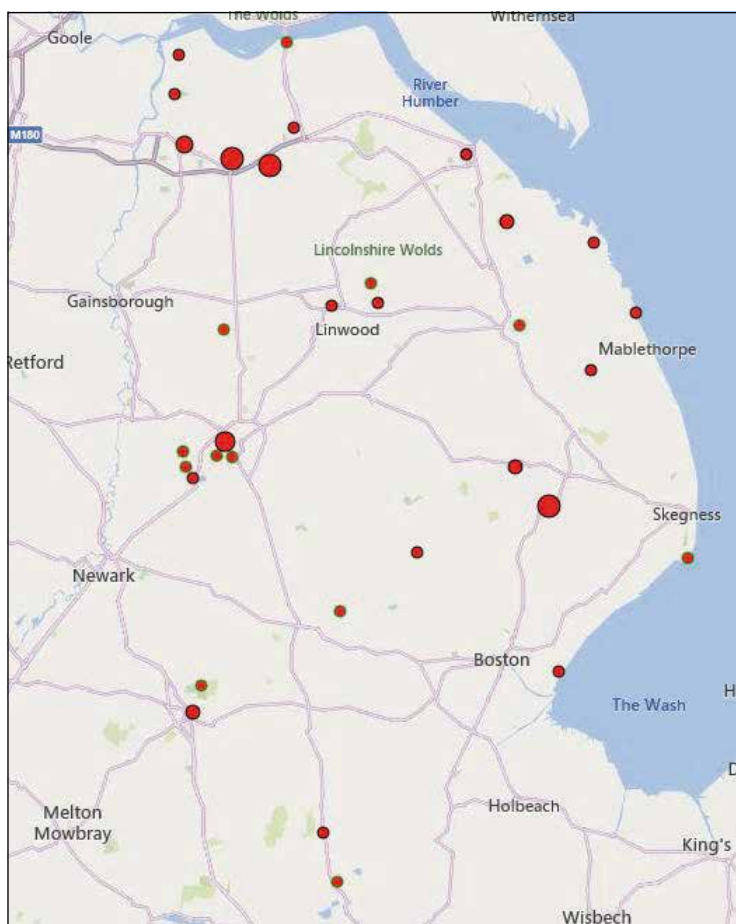 The Wolds
Withernsea
Goole
River
Humber
M180
Lincolnshire Wolds
Gainsborough
Linwood
Retford
Mablethorpe
Skegness
Newark
Boston
The Wash
H
D
Holbeach
Melton
Mowbray
King's
Wisbech